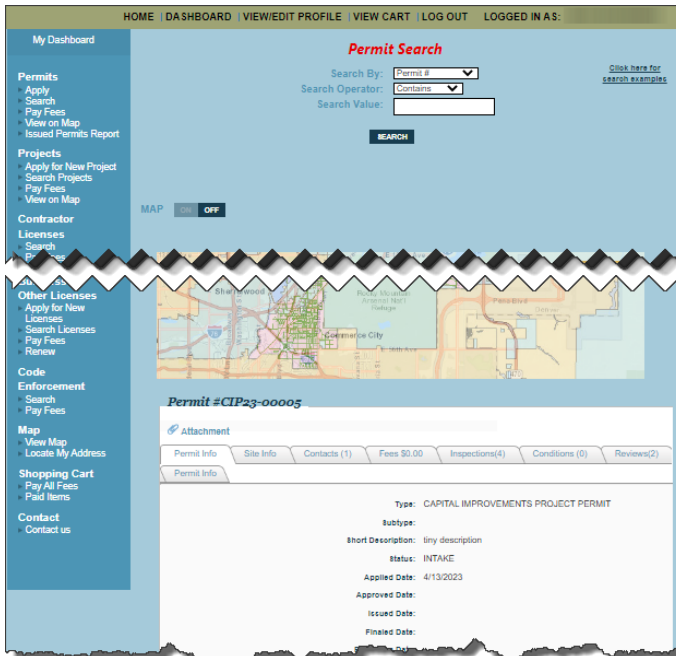 HOME | DASHBOARD | VIEW/EDIT PROFILE | VIEW CART | LOG OUT LOGGED IN AS:
My Dashboard
Permits
Apply
Search
Pay Fees
View on Map
Issued Permits Report
Projects
Apply for New Project
Search Projects
Pay Fees
View on Map
Contractor
Licenses
Search
Other Licenses
Apply for New
Licenses
Search Licenses
Pay Fees
Renew
Code
Enforcement
Search
Pay Fees
Map
View Map
Locate My Address
Shopping Cart
Pay All Fees
Paid Items
Contact
Contact us
Permit Search
Search By: Permit #
Search Operator: Contains
Search Value:
Click here for
search examples
SEARCH
MAP ON OFF
Rocky Mountain
Arsenal Nat'l
Refuge
Commerce City
Pena Blvd
Permit #CIP23-00005
Attachment
Permit Info Site Info Contacts (1) Fees $0.00 Inspections(4) Conditions (0) Reviews(2)
Permit Info
Type: CAPITAL IMPROVEMENTS PROJECT PERMIT
Subtype:
Short Description: tiny description
Status: INTAKE
Applied Date: 4/13/2023
Approved Date:
Issued Date:
Finaled Date: